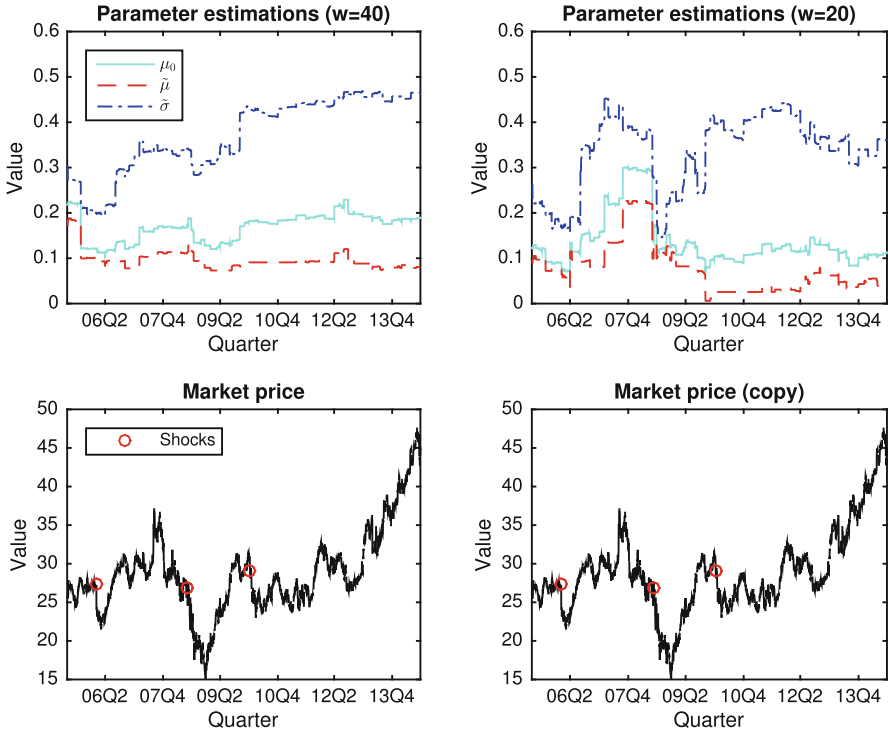 Parameter estimations (w=40)
0.6
0.5
0.4
0.3
0.2
0.1
0
Value
μ0
μ̃
σ̃
06Q2 07Q4 09Q2 10Q4 12Q2 13Q4
Quarter
Parameter estimations (w=20)
0.6
0.5
0.4
0.3
0.2
0.1
0
Value
06Q2 07Q4 09Q2 10Q4 12Q2 13Q4
Quarter
Market price
50
45
40
35
30
25
20
15
Value
Shocks
06Q2 07Q4 09Q2 10Q4 12Q2 13Q4
Quarter
Market price (copy)
50
45
40
35
30
25
20
15
Value
06Q2 07Q4 09Q2 10Q4 12Q2 13Q4
Quarter